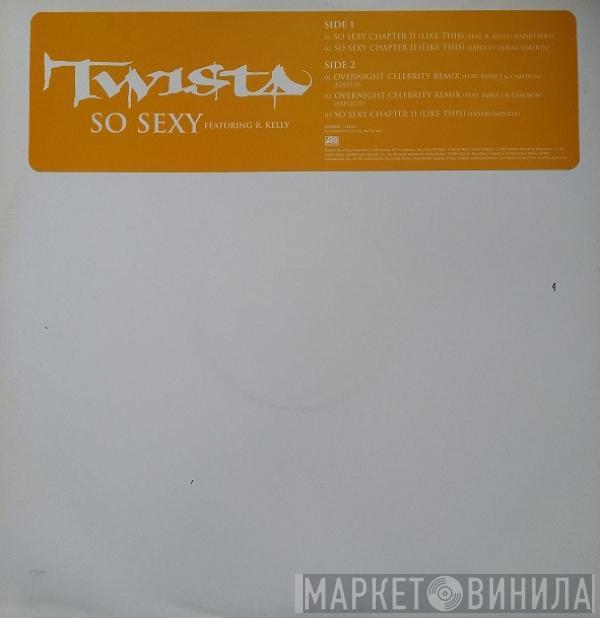 Twista
SO SEXY FEATURING R. KELLY
SIDE 1
01. SO SEXY CHAPTER II (LIKE THIS) (FEAT. R. KELLY) (RADIO EDIT)
02. SO SEXY CHAPTER II (LIKE THIS) (EXPLICIT ALBUM VERSION)
SIDE 2
01. OVERNIGHT CELEBRITY REMIX (FEAT. BUMP J & CAM'RON)
(EDITED)
02. OVERNIGHT CELEBRITY REMIX (FEAT. BUMP J & CAM'RON)
(EXPLICIT)
03. SO SEXY CHAPTER II (LIKE THIS) (INSTRUMENTAL)
МАРКЕТ ВИНИЛА